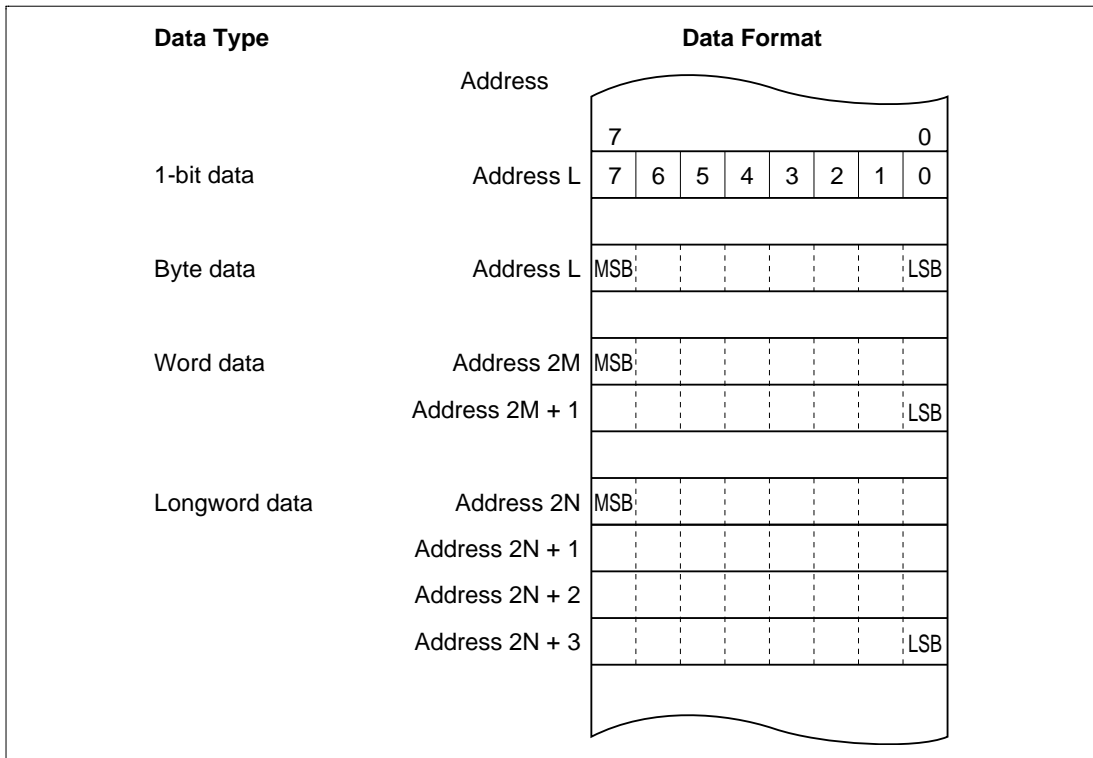 Data Type Data Format
Address
7 0
1-bit data Address L 7 6 5 4 3 2 1 0
Byte data Address L MSB LSB
Word data Address 2M MSB
Address 2M + 1 LSB
Longword data Address 2N MSB
Address 2N + 1
Address 2N + 2
Address 2N + 3 LSB